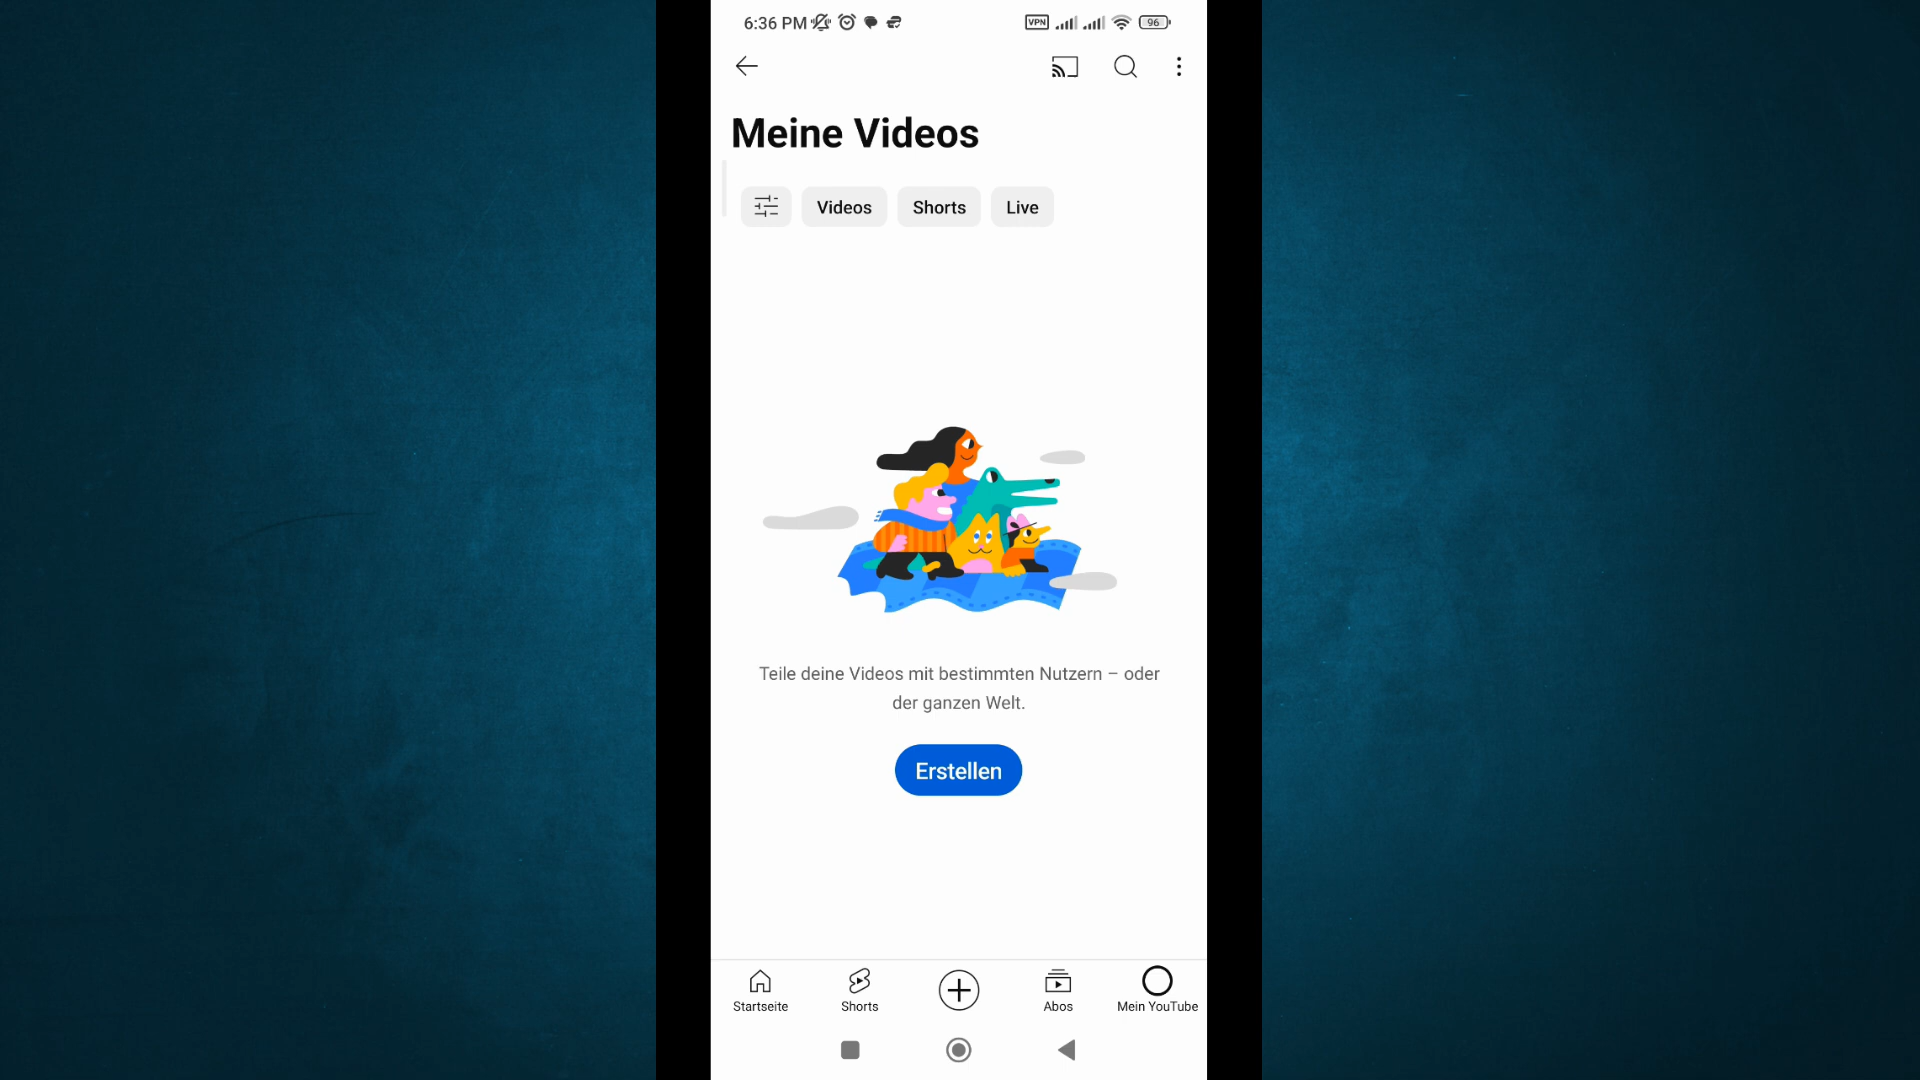 6:36 PM
VPN
96
Meine Videos
Videos
Shorts
Live
Teile deine Videos mit bestimmten Nutzern – oder
der ganzen Welt.
Erstellen
Startseite
Shorts
Abos
Mein YouTube